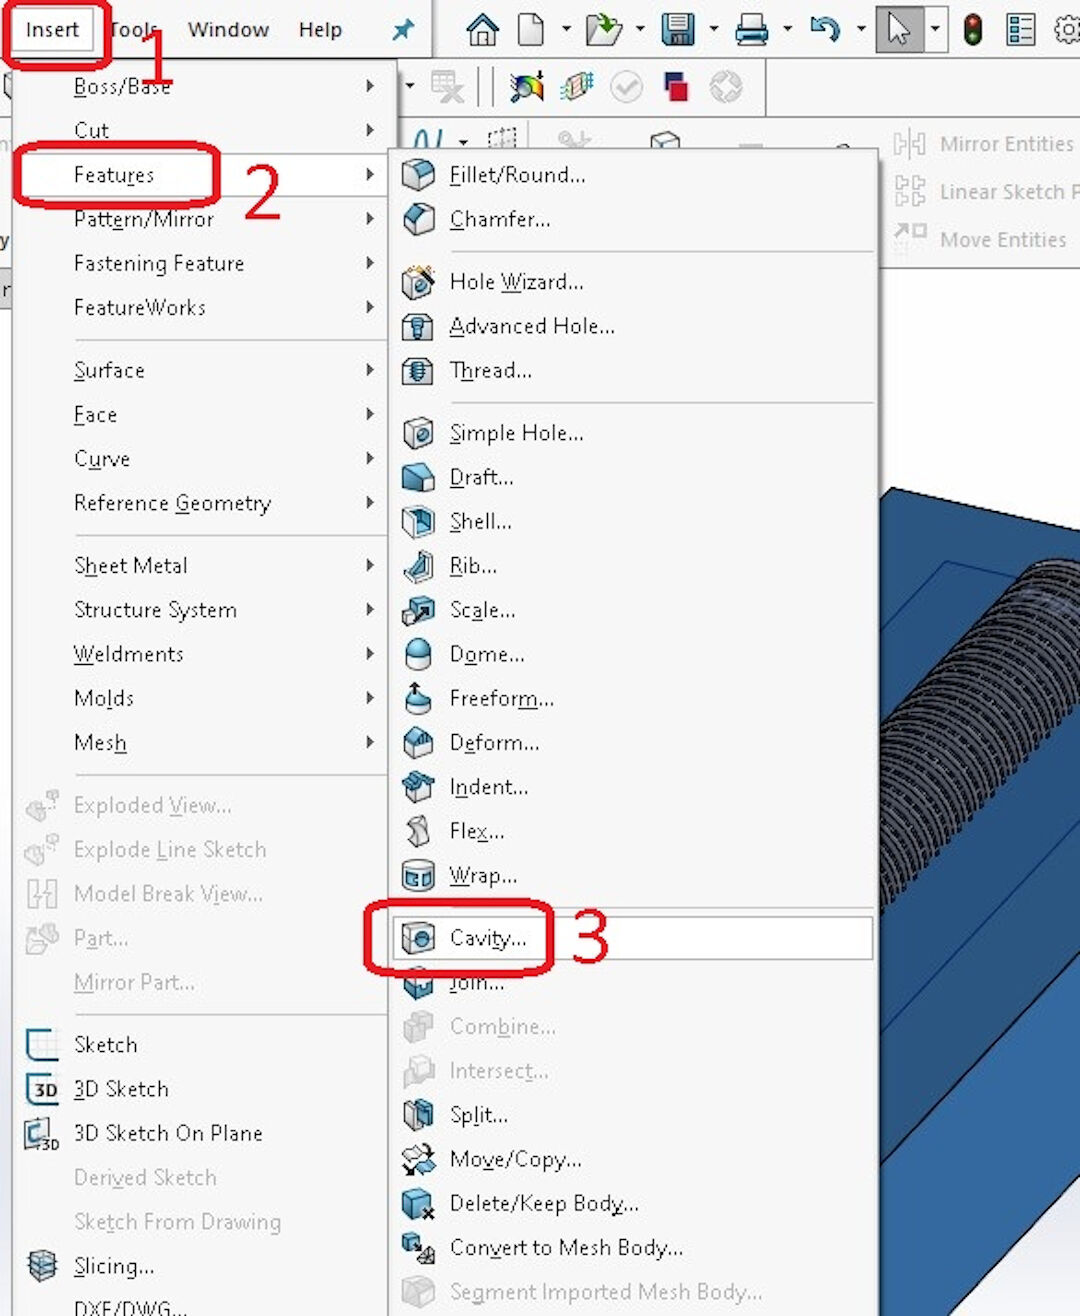 Insert Tools Window Help
1
Boss/Base
Cut
Features
2
Pattern/Mirror
Fastening Feature
FeatureWorks
Surface
Face
Curve
Reference Geometry
Sheet Metal
Structure System
Weldments
Molds
Mesh
Exploded View...
Explode Line Sketch
Model Break View...
Part...
Mirror Part...
Sketch
3D 3D Sketch
3D 3D Sketch On Plane
Derived Sketch
Sketch From Drawing
Slicing...
DXF/DWG...
Fillet/Round...
Chamfer...
Hole Wizard...
Advanced Hole...
Thread...
Simple Hole...
Draft...
Shell...
Rib...
Scale...
Dome...
Freeform...
Deform...
Indent...
Flex...
Wrap...
Cavity...
3
Join...
Combine...
Intersect...
Split...
Move/Copy...
Delete/Keep Body...
Convert to Mesh Body...
Segment Imported Mesh Body...
Mirror Entities
Linear Sketch P
Move Entities